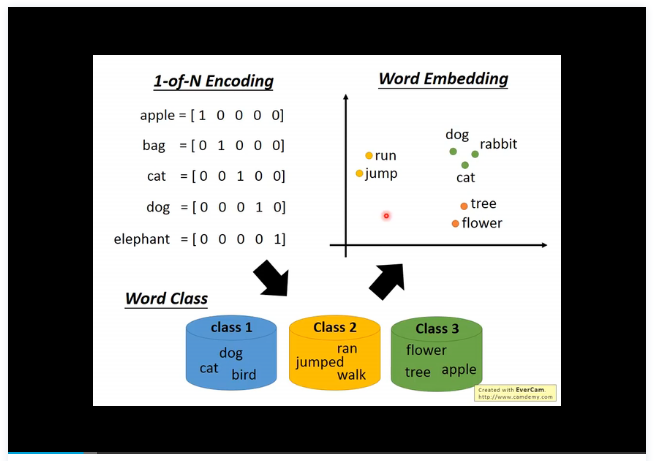 1-of-N Encoding
apple = [ 1 0 0 0 0]
bag = [ 0 1 0 0 0]
cat = [ 0 0 1 0 0]
dog = [ 0 0 0 1 0]
elephant = [ 0 0 0 0 1]
Word Embedding
dog
rabbit
run
jump
cat
tree
flower
Word Class
class 1
dog
cat
bird
Class 2
ran
jumped
walk
Class 3
flower
tree apple
Created with EverCam.
http://www.camdemy.com